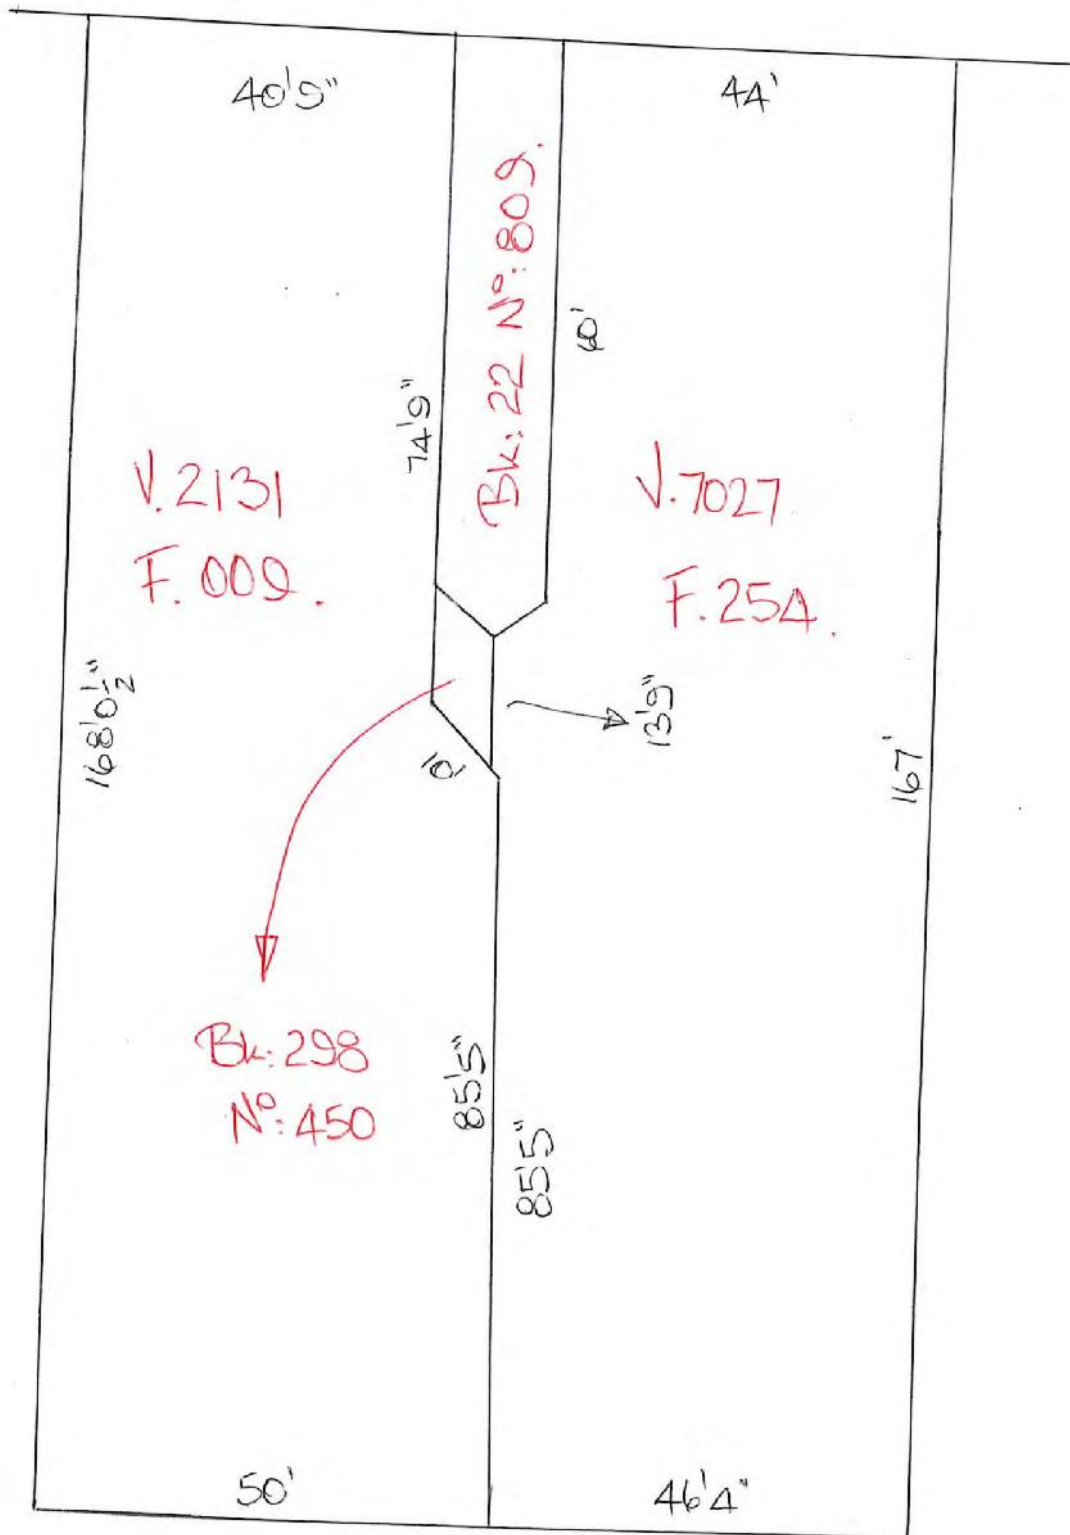 40'9"
44'
Bk: 22 Nº: 809.
60'
74'9"
V. 2131
F. 009.
V. 7027
F. 254.
168'0½"
13'9"
10'
167'
Bk: 298
Nº: 450
85'5"
85'5"
50'
46'4"